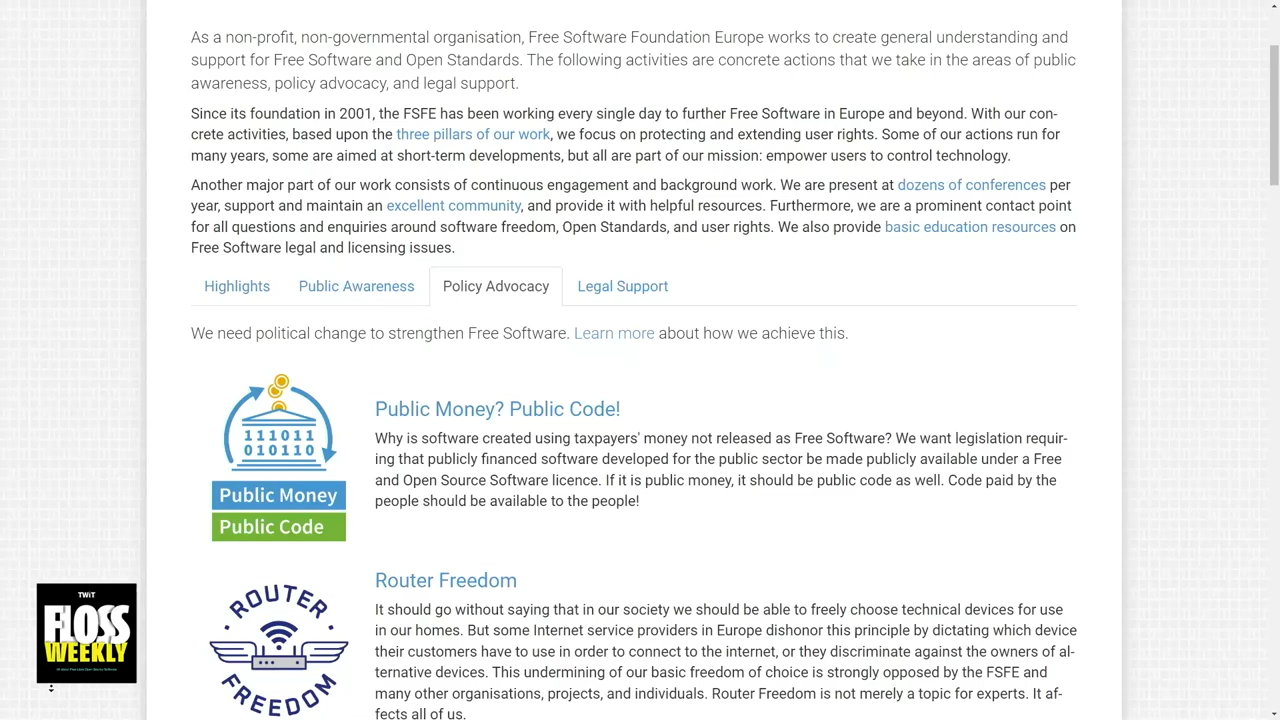 As a non-profit, non-governmental organisation, Free Software Foundation Europe works to create general understanding and
support for Free Software and Open Standards. The following activities are concrete actions that we take in the areas of public
awareness, policy advocacy, and legal support.
Since its foundation in 2001, the FSFE has been working every single day to further Free Software in Europe and beyond. With our con-
crete activities, based upon the three pillars of our work, we focus on protecting and extending user rights. Some of our actions run for
many years, some are aimed at short-term developments, but all are part of our mission: empower users to control technology.
Another major part of our work consists of continuous engagement and background work. We are present at dozens of conferences per
year, support and maintain an excellent community, and provide it with helpful resources. Furthermore, we are a prominent contact point
for all questions and enquiries around software freedom, Open Standards, and user rights. We also provide basic education resources on
Free Software legal and licensing issues.
Highlights Public Awareness Policy Advocacy Legal Support
We need political change to strengthen Free Software. Learn more about how we achieve this.
111011
010110
Public Money
Public Code
Public Money? Public Code!
Why is software created using taxpayers' money not released as Free Software? We want legislation requir-
ing that publicly financed software developed for the public sector be made publicly available under a Free
and Open Source Software licence. If it is public money, it should be public code as well. Code paid by the
people should be available to the people!
ROUTER
FREEDOM
Router Freedom
It should go without saying that in our society we should be able to freely choose technical devices for use
in our homes. But some Internet service providers in Europe dishonor this principle by dictating which device
their customers have to use in order to connect to the internet, or they discriminate against the owners of al-
ternative devices. This undermining of our basic freedom of choice is strongly opposed by the FSFE and
many other organisations, projects, and individuals. Router Freedom is not merely a topic for experts. It af-
fects all of us.
TWiT
FLOSS
WEEKLY